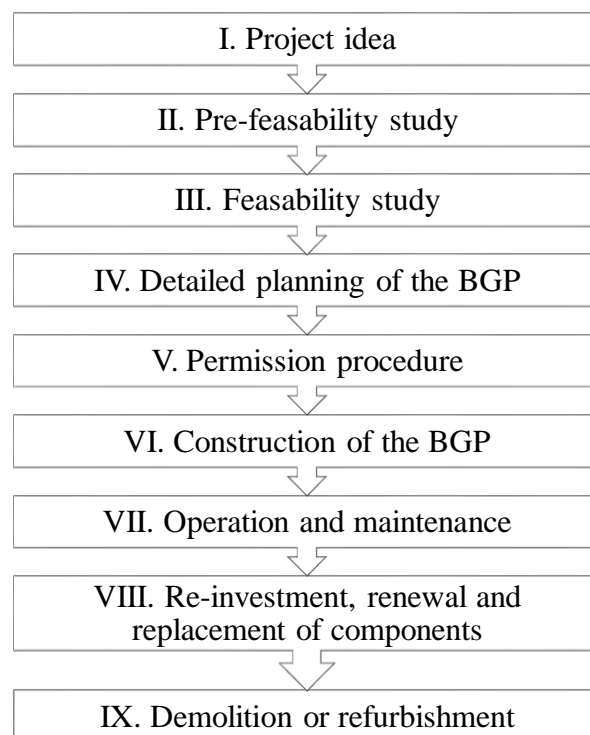 I. Project idea
II. Pre-feasability study
III. Feasability study
IV. Detailed planning of the BGP
V. Permission procedure
VI. Construction of the BGP
VII. Operation and maintenance
VIII. Re-investment, renewal and
replacement of components
IX. Demolition or refurbishment